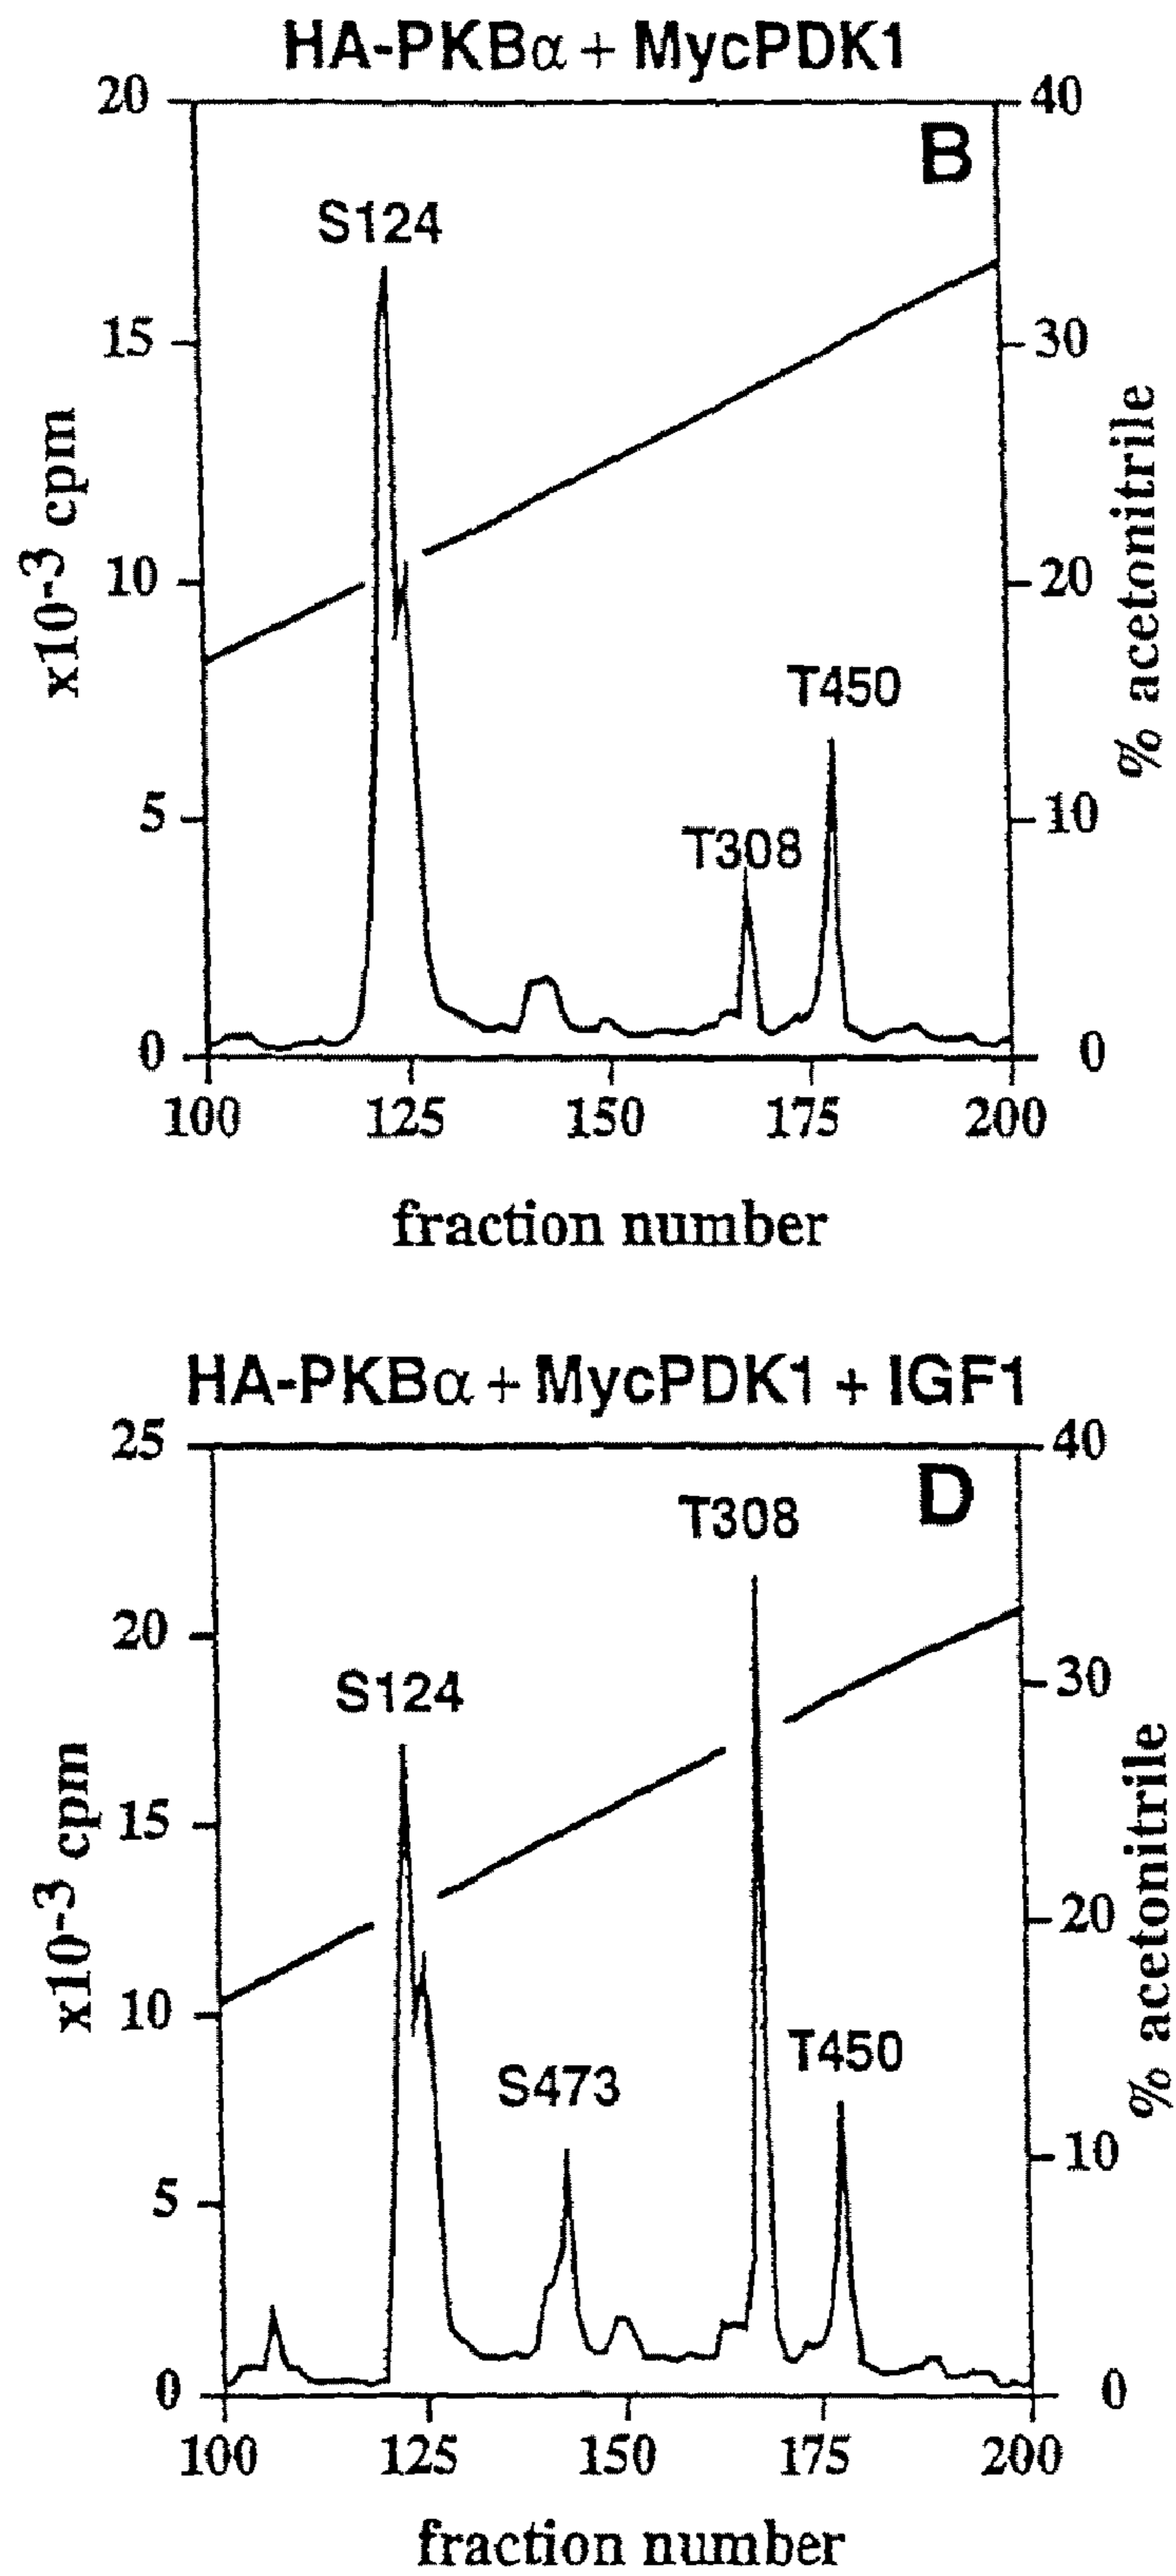 HA-PKBα + MycPDK1
20
40
B
S124
15
30
x10-3 cpm
% acetonitrile
10
20
T450
T308
5
10
0
0
100 125 150 175 200
fraction number
HA-PKBα + MycPDK1 + IGF1
25
40
D
T308
20
S124
30
x10-3 cpm
% acetonitrile
15
20
10
T450
S473
10
5
0
0
100 125 150 175 200
fraction number